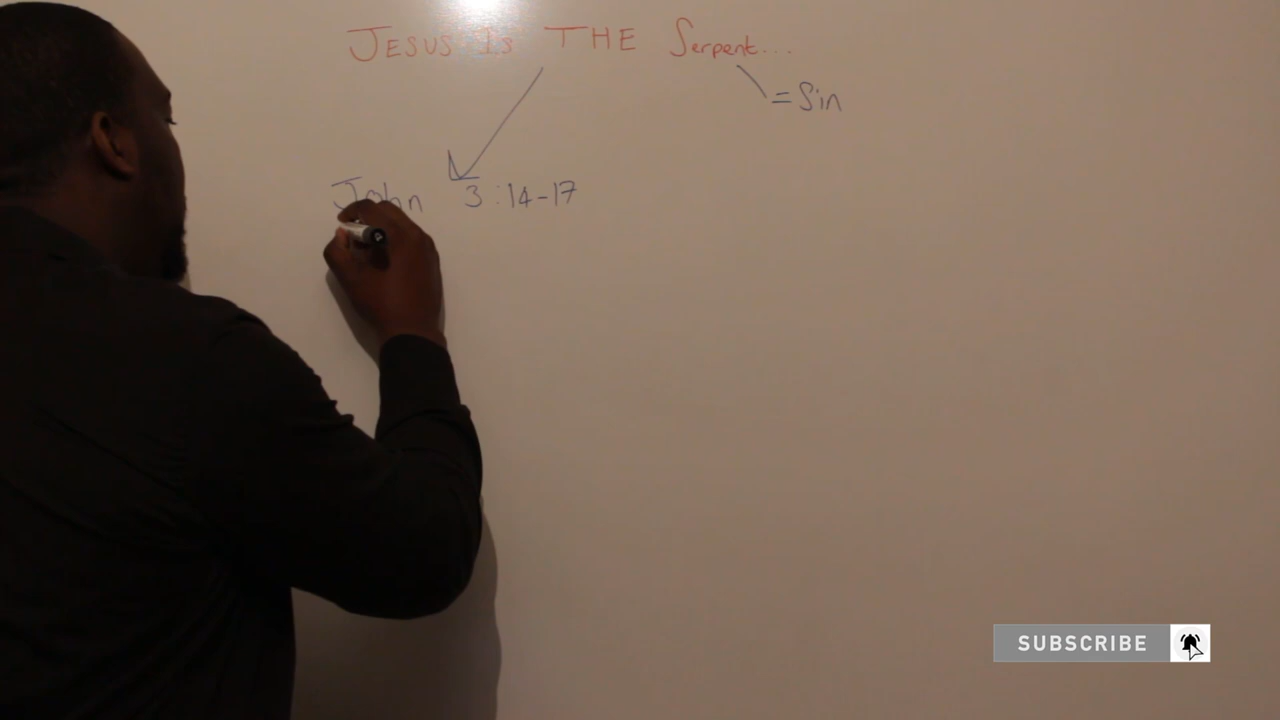 JESUS Is THE Serpent...
= Sin
John 3:14-17
SUBSCRIBE